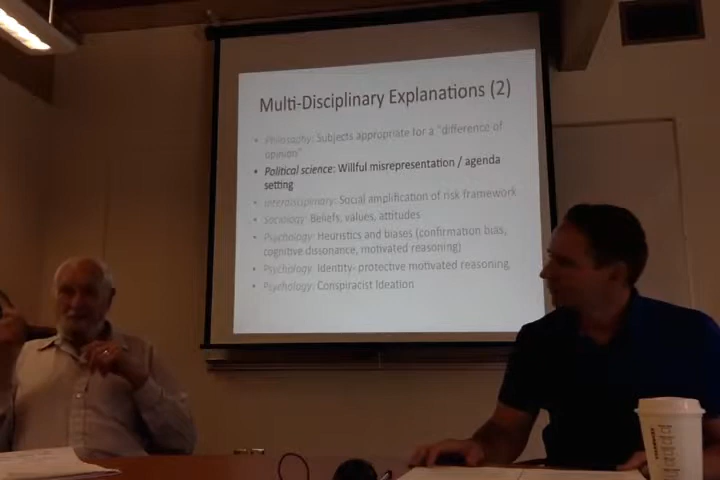 Multi-Disciplinary Explanations (2)
• Philosophy: Subjects appropriate for a "difference of
opinion"
• Political science: Willful misrepresentation / agenda
setting
• Interdisciplinary: Social amplification of risk framework
• Sociology: Beliefs, values, attitudes
• Psychology: Heuristics and biases (confirmation bias,
cognitive dissonance, motivated reasoning)
• Psychology: Identity- protective motivated reasoning,
• Psychology: Conspiracist Ideation